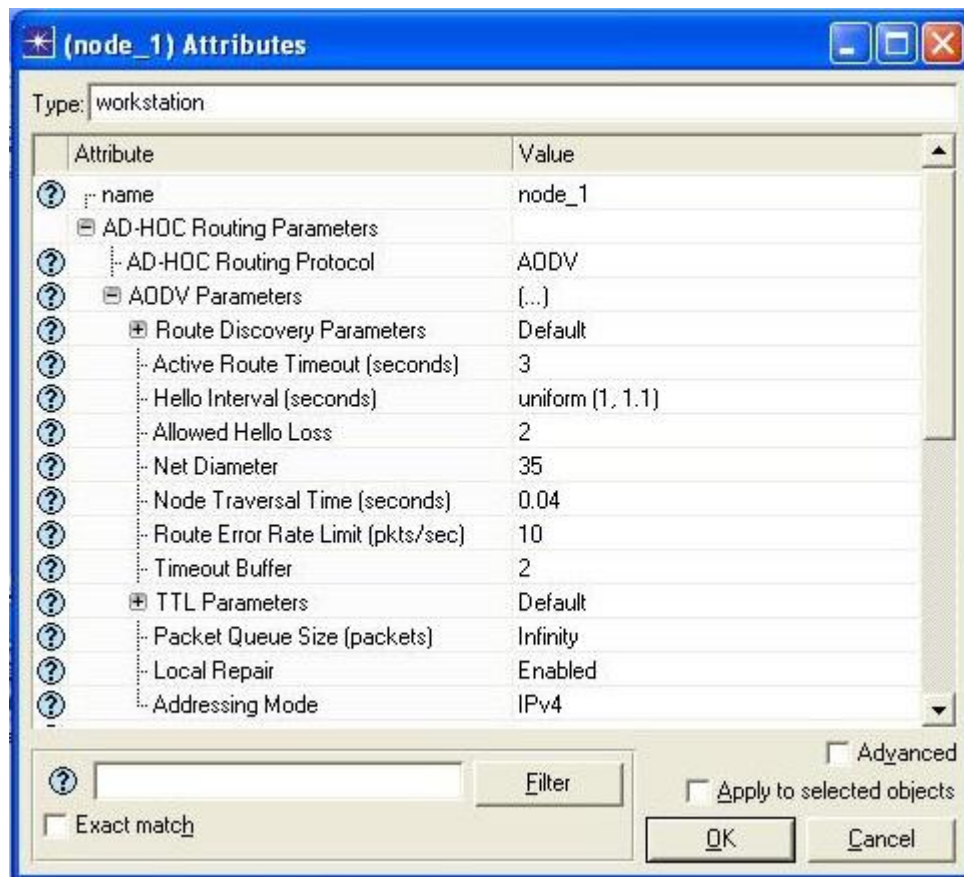 (node_1) Attributes
Type: workstation
Attribute Value
name node_1
AD-HOC Routing Parameters
AD-HOC Routing Protocol AODV
AODV Parameters (...)
Route Discovery Parameters Default
Active Route Timeout (seconds) 3
Hello Interval (seconds) uniform (1, 1.1)
Allowed Hello Loss 2
Net Diameter 35
Node Traversal Time (seconds) 0.04
Route Error Rate Limit (pkts/sec) 10
Timeout Buffer 2
TTL Parameters Default
Packet Queue Size (packets) Infinity
Local Repair Enabled
Addressing Mode IPv4
Advanced
Filter
Apply to selected objects
Exact match
OK Cancel